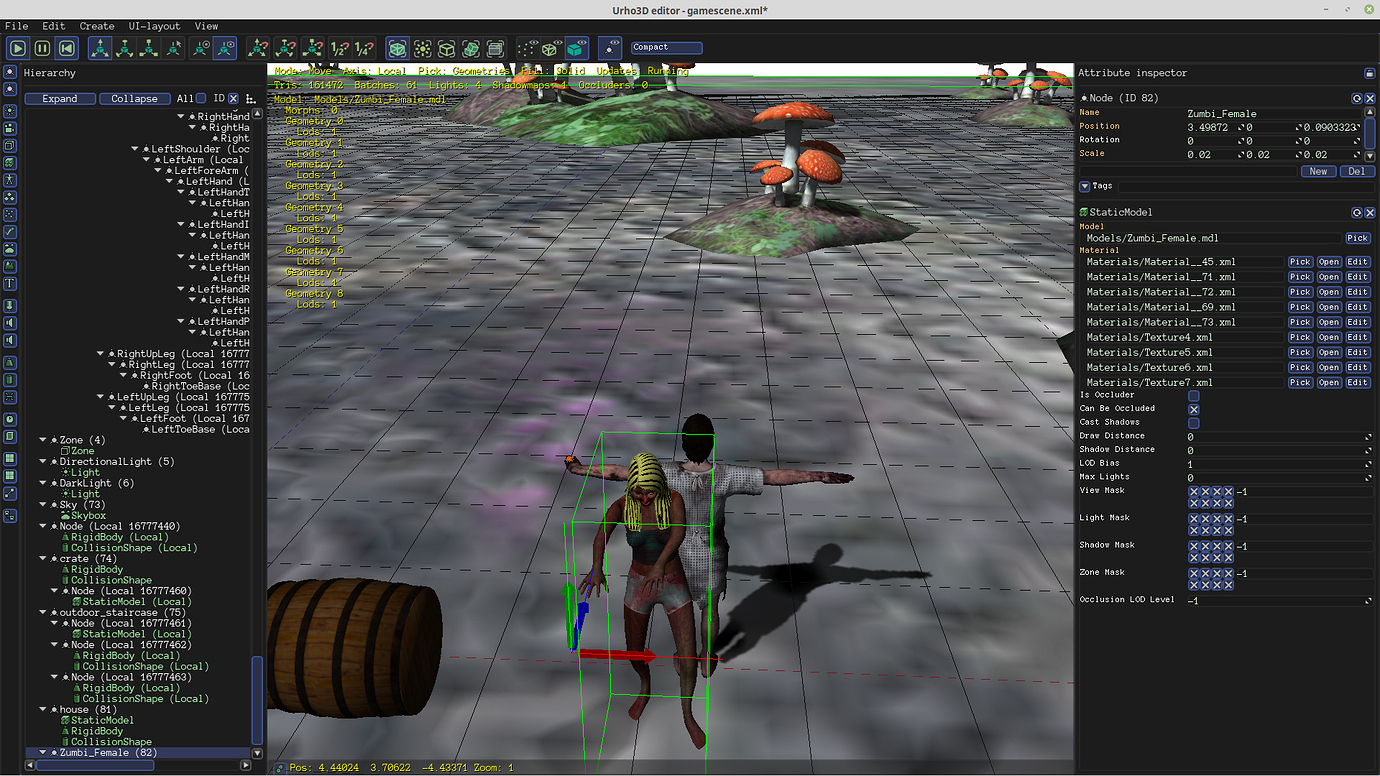 Urho3D editor - gamescene.xml*
File Edit Create UI-layout View
1/2 1/4 Compact
Hierarchy
Expand Collapse All ID
RightHand
RightHa
Right
LeftShoulder (Loc
LeftArm (Local
LeftForeArm (
LeftHand (L
LeftHandT
LeftHan
LeftH
LeftHandI
LeftHan
LeftH
LeftHandM
LeftHan
LeftH
LeftHandR
LeftHan
LeftH
LeftHandP
LeftHan
LeftH
RightUpLeg (Local 16777
RightLeg (Local 16777
RightFoot (Local 16
RightToeBase (Loc
LeftUpLeg (Local 167775
LeftLeg (Local 167775
LeftFoot (Local 167
LeftToeBase (Loca
Zone (4)
Zone
DirectionalLight (5)
Light
DarkLight (6)
Light
Sky (73)
Skybox
Node (Local 16777440)
RigidBody (Local)
CollisionShape (Local)
crate (74)
RigidBody
CollisionShape
Node (Local 16777460)
StaticModel (Local)
outdoor_staircase (75)
Node (Local 16777461)
StaticModel (Local)
Node (Local 16777462)
RigidBody (Local)
CollisionShape (Local)
Node (Local 16777463)
RigidBody (Local)
CollisionShape (Local)
house (81)
StaticModel
RigidBody
CollisionShape
Zumbi_Female (82)
Mode: Move Axis: Local Pick: Geometries Fill: Solid Updates: Running
Tris: 161472 Batches: 61 Lights: 4 Shadowmaps: 1 Occluders: 0
Model: Models/Zumbi_Female.mdl
Morphs: 0
Geometry 0
Lods: 1
Geometry 1
Lods: 1
Geometry 2
Lods: 1
Geometry 3
Lods: 1
Geometry 4
Lods: 1
Geometry 5
Lods: 1
Geometry 6
Lods: 1
Geometry 7
Lods: 1
Geometry 8
Lods: 1
Pos: 4.44024 3.70622 -4.43371 Zoom: 1
Attribute inspector
Node (ID 82)
Name Zumbi_Female
Position 3.49872 0 0.0903323
Rotation 0 0 0
Scale 0.02 0.02 0.02
New Del
Tags
StaticModel
Model
Models/Zumbi_Female.mdl Pick
Material
Materials/Material__45.xml Pick Open Edit
Materials/Material__71.xml Pick Open Edit
Materials/Material__72.xml Pick Open Edit
Materials/Material__69.xml Pick Open Edit
Materials/Material__73.xml Pick Open Edit
Materials/Texture4.xml Pick Open Edit
Materials/Texture5.xml Pick Open Edit
Materials/Texture6.xml Pick Open Edit
Materials/Texture7.xml Pick Open Edit
Is Occluder
Can Be Occluded
Cast Shadows
Draw Distance 0
Shadow Distance 0
LOD Bias 1
Max Lights 0
View Mask -1
Light Mask -1
Shadow Mask -1
Zone Mask -1
Occlusion LOD Level -1